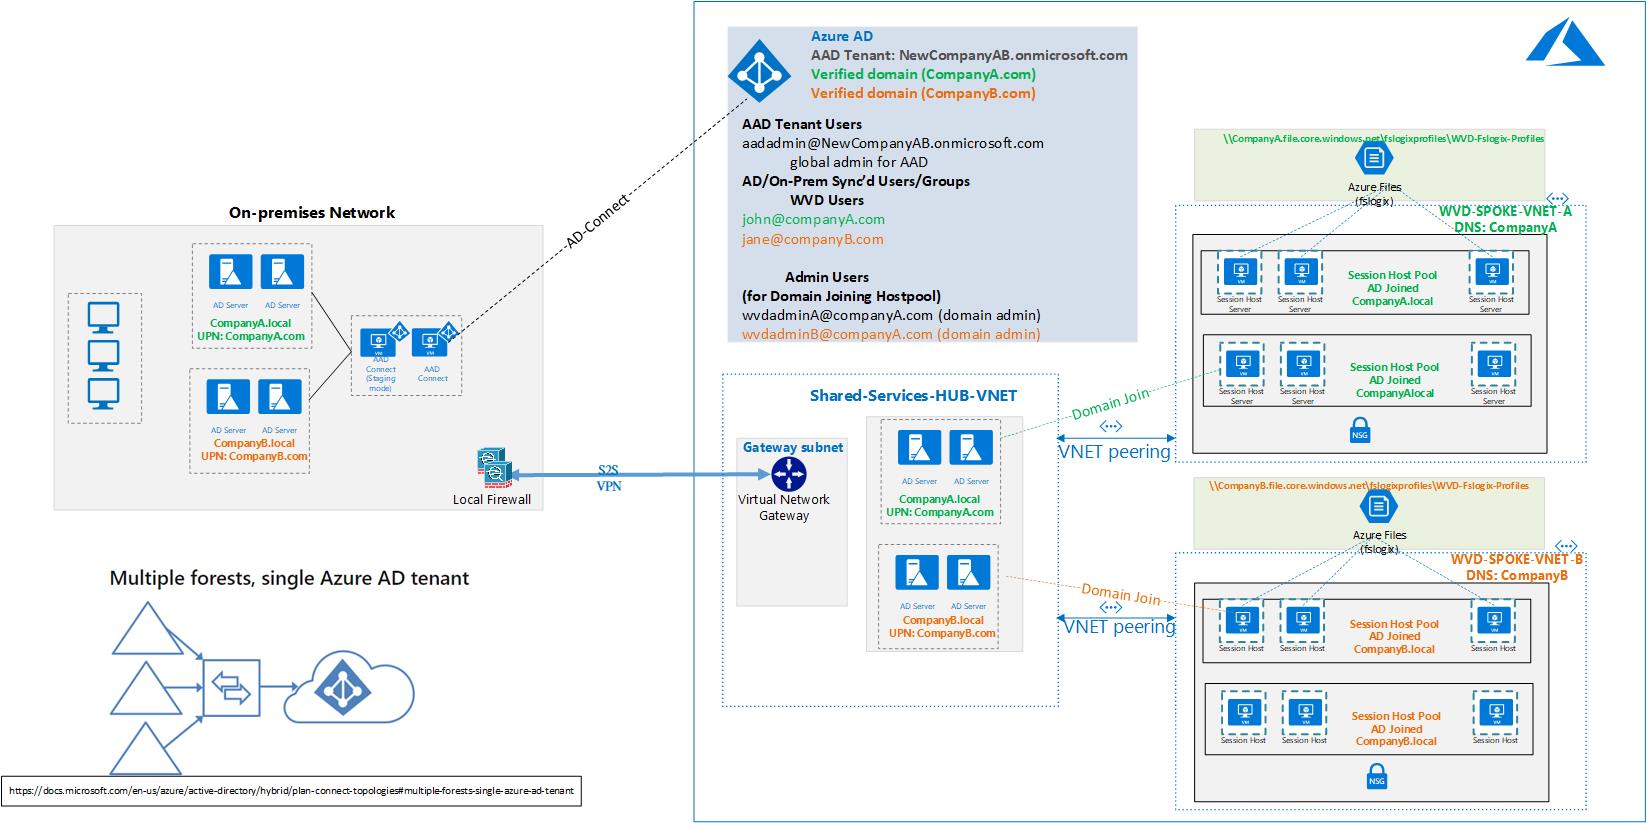 Azure AD
AAD Tenant: NewCompanyAB.onmicrosoft.com
Verified domain (CompanyA.com)
Verified domain (CompanyB.com)
AAD Tenant Users
aadadmin@NewCompanyAB.onmicrosoft.com
global admin for AAD
AD/On-Prem Sync'd Users/Groups
WVD Users
john@companyA.com
jane@companyB.com
Admin Users
(for Domain Joining Hostpool)
wvdadminA@companyA.com (domain admin)
wvdadminB@companyA.com (domain admin)
AD-Connect
On-premises Network
AD Server
AD Server
CompanyA.local
UPN: CompanyA.com
VM
AAD
Connect
(Staging
mode)
VM
AAD
Connect
AD Server
AD Server
CompanyB.local
UPN: CompanyB.com
Local Firewall
S2S
VPN
Shared-Services-HUB-VNET
Gateway subnet
Virtual Network
Gateway
AD Server
AD Server
CompanyA.local
UPN: CompanyA.com
AD Server
AD Server
CompanyB.local
UPN: CompanyB.com
Domain Join
VNET peering
Domain Join
VNET peering
\\CompanyA.file.core.windows.net\fslogixprofiles\WVD-Fslogix-Profiles
Azure Files
(fslogix)
WVD-SPOKE-VNET-A
DNS: CompanyA
VM
Session Host
Server
VM
Session Host
Server
Session Host Pool
AD Joined
CompanyA.local
VM
Session Host
Server
VM
Session Host
Server
VM
Session Host
Server
Session Host Pool
AD Joined
CompanyAlocal
VM
Session Host
Server
NSG
\\CompanyB.file.core.windows.net\fslogixprofiles\WVD-Fslogix-Profiles
Azure Files
(fslogix)
WVD-SPOKE-VNET-B
DNS: CompanyB
VM
Session Host
VM
Session Host
Session Host Pool
AD Joined
CompanyB.local
VM
Session Host
VM
Session Host
VM
Session Host
Session Host Pool
AD Joined
CompanyB.local
VM
Session Host
NSG
Multiple forests, single Azure AD tenant
https://docs.microsoft.com/en-us/azure/active-directory/hybrid/plan-connect-topologies#multiple-forests-single-azure-ad-tenant